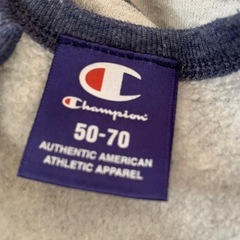 Champion
50-70
AUTHENTIC AMERICAN
ATHLETIC APPAREL